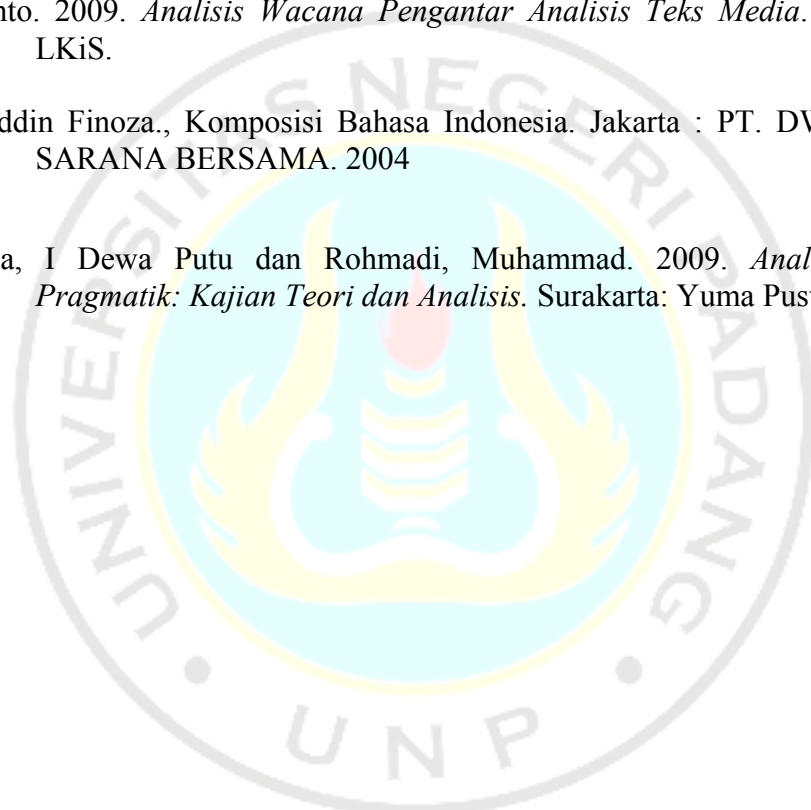 nto. 2009. Analisis Wacana Pengantar Analisis Teks Media.
LKiS.
ddin Finoza., Komposisi Bahasa Indonesia. Jakarta : PT. DV
SARANA BERSAMA. 2004
a, I Dewa Putu dan Rohmadi, Muhammad. 2009. Anal
Pragmatik: Kajian Teori dan Analisis. Surakarta: Yuma Pus
UNIVERSITAS NEGERI PADANG
UNP